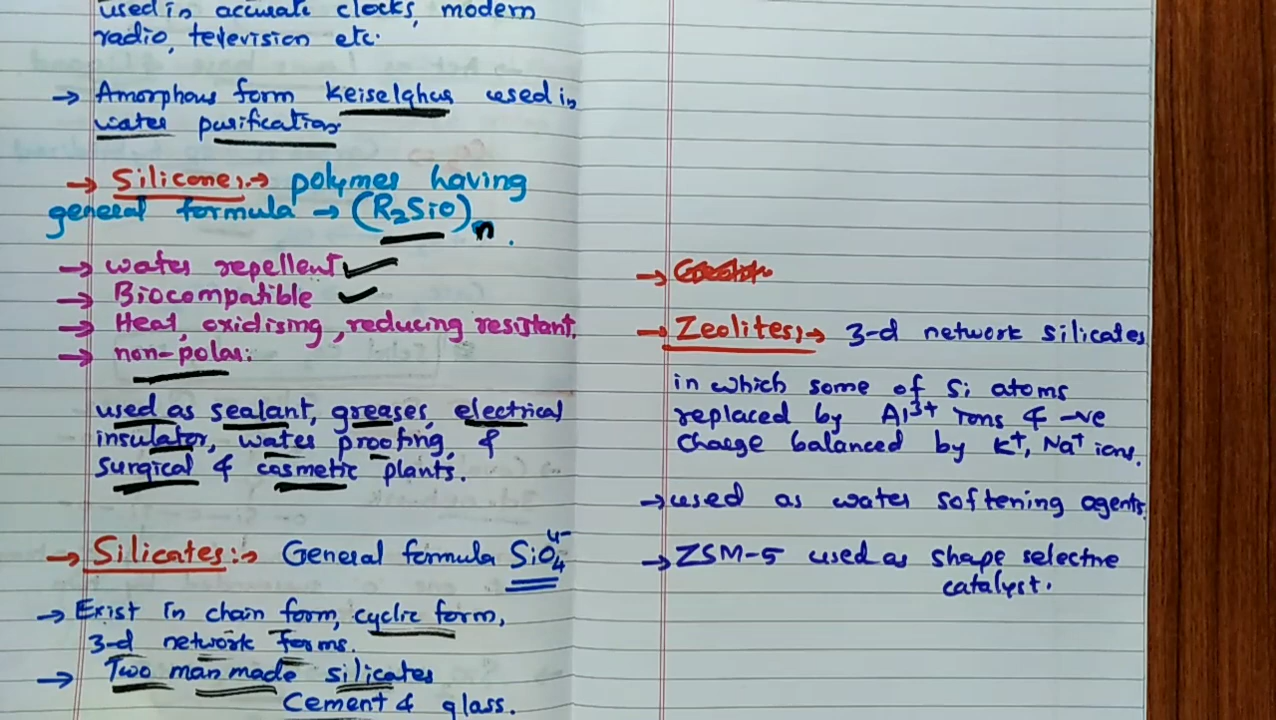 used in accurate clocks, modern
radio, television etc.
→ Amorphous form Keiselghus used in
water purification
→ Silicones:→ polymes having
general formula → (R₂SiO)n.
→ water repellent ✓
→ Biocompatible ✓
→ Heat, oxidising, reducing resistant.
→ non-polar.
used as sealant, greases, electrical
insulator, water proofing, &
surgical & cosmetic plants.
→ Silicates:→ General formula SiO₄⁴⁻
→ Exist in chain form, cyclic form,
3-d network forms.
→ Two man made silicates
Cement & glass.
→ Zeolites:→ 3-d network silicates
in which some of Si atoms
replaced by Al³⁺ ions & -ve
charge balanced by K⁺, Na⁺ ions.
→ used as water softening agents.
→ ZSM-5 used as shape selective
catalyst.